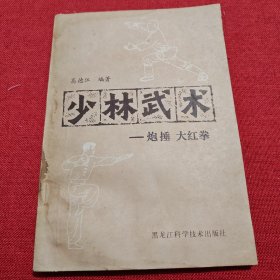 高德江 编著
少林武术
—炮捶 大红拳
黑龙江科学技术出版社